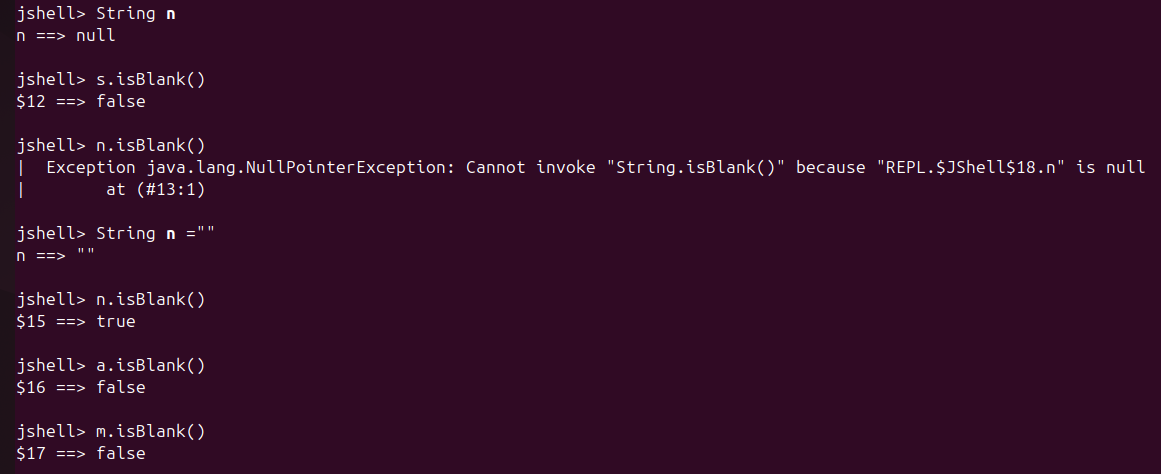 jshell> String n
n ==> null
jshell> s.isBlank()
$12 ==> false
jshell> n.isBlank()
|  Exception java.lang.NullPointerException: Cannot invoke "String.isBlank()" because "REPL.$JShell$18.n" is null
|        at (#13:1)
jshell> String n =""
n ==> ""
jshell> n.isBlank()
$15 ==> true
jshell> a.isBlank()
$16 ==> false
jshell> m.isBlank()
$17 ==> false